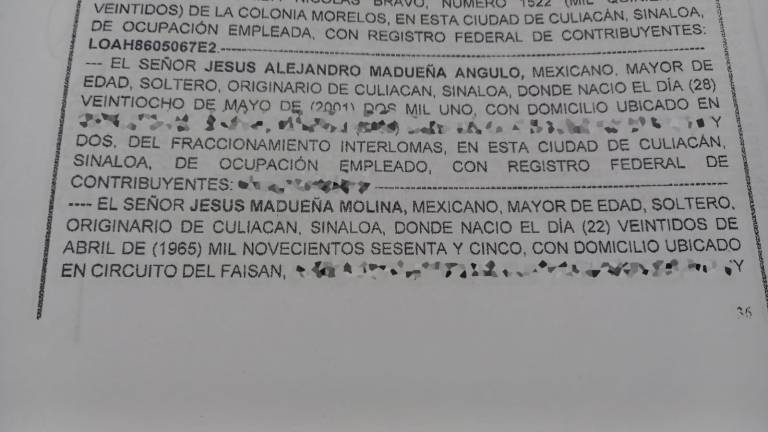 NICOLAS BRAVO, NÚMERO 1522 (MIL
VEINTIDOS) DE LA COLONIA MORELOS, EN ESTA CIUDAD DE CULIACÁN, SINALOA,
DE OCUPACIÓN EMPLEADA, CON REGISTRO FEDERAL DE CONTRIBUYENTES:
LOAH8605067E2.
--- EL SEÑOR JESUS ALEJANDRO MADUEÑA ANGULO, MEXICANO, MAYOR DE
EDAD, SOLTERO, ORIGINARIO DE CULIACAN, SINALOA, DONDE NACIO EL DÍA (28)
VEINTIOCHO DE MAYO DE (2001) DOS MIL UNO, CON DOMICILIO UBICADO EN
Y
DOS, DEL FRACCIONAMIENTO INTERLOMAS, EN ESTA CIUDAD DE CULIACÁN,
SINALOA, DE OCUPACIÓN EMPLEADO, CON REGISTRO FEDERAL DE
CONTRIBUYENTES:
---- EL SEÑOR JESUS MADUEÑA MOLINA, MEXICANO, MAYOR DE EDAD, SOLTERO,
ORIGINARIO DE CULIACAN, SINALOA, DONDE NACIO EL DÍA (22) VEINTIDOS DE
ABRIL DE (1965) MIL NOVECIENTOS SESENTA Y CINCO, CON DOMICILIO UBICADO
EN CIRCUITO DEL FAISAN, Y
36